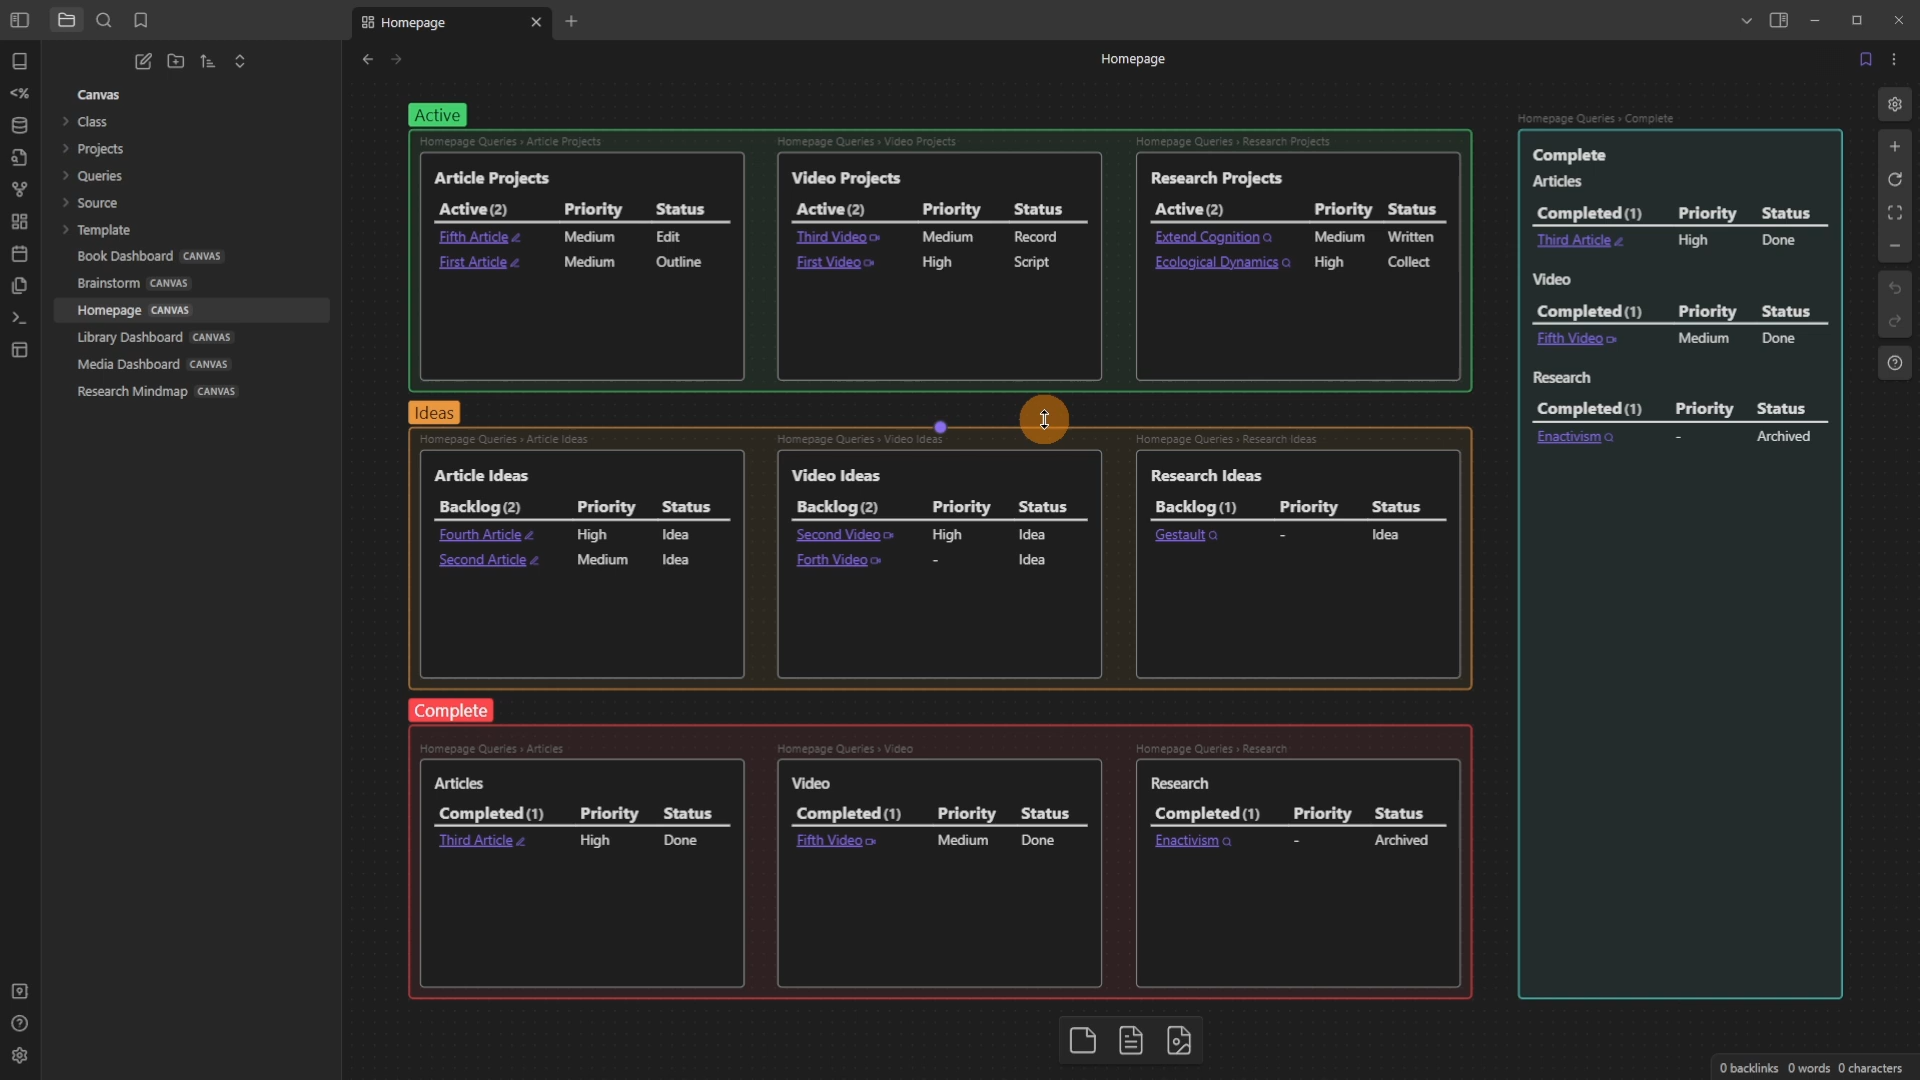 Homepage
Homepage
Canvas
Class
Projects
Queries
Source
Template
Book Dashboard CANVAS
Brainstorm CANVAS
Homepage CANVAS
Library Dashboard CANVAS
Media Dashboard CANVAS
Research Mindmap CANVAS
Active
Homepage Queries › Article Projects
Article Projects
Active (2) Priority Status
Fifth Article Medium Edit
First Article Medium Outline
Homepage Queries › Video Projects
Video Projects
Active (2) Priority Status
Third Video Medium Record
First Video High Script
Homepage Queries › Research Projects
Research Projects
Active (2) Priority Status
Extend Cognition Medium Written
Ecological Dynamics High Collect
Ideas
Homepage Queries › Article Ideas
Article Ideas
Backlog (2) Priority Status
Fourth Article High Idea
Second Article Medium Idea
Homepage Queries › Video Ideas
Video Ideas
Backlog (2) Priority Status
Second Video High Idea
Forth Video - Idea
Homepage Queries › Research Ideas
Research Ideas
Backlog (1) Priority Status
Gestault - Idea
Complete
Homepage Queries › Articles
Articles
Completed (1) Priority Status
Third Article High Done
Homepage Queries › Video
Video
Completed (1) Priority Status
Fifth Video Medium Done
Homepage Queries › Research
Research
Completed (1) Priority Status
Enactivism - Archived
Homepage Queries › Complete
Complete
Articles
Completed (1) Priority Status
Third Article High Done
Video
Completed (1) Priority Status
Fifth Video Medium Done
Research
Completed (1) Priority Status
Enactivism - Archived
0 backlinks 0 words 0 characters